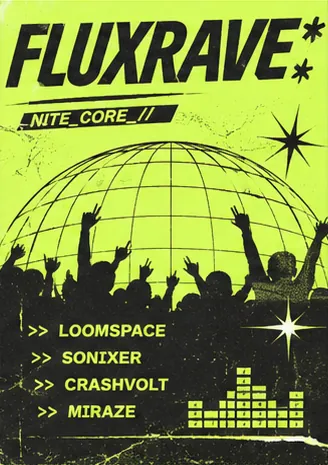 FLUXRAVE**
_NITE_CORE_//
>> LOOMSPACE
>> SONIXER
>> CRASHVOLT
>> MIRAZE